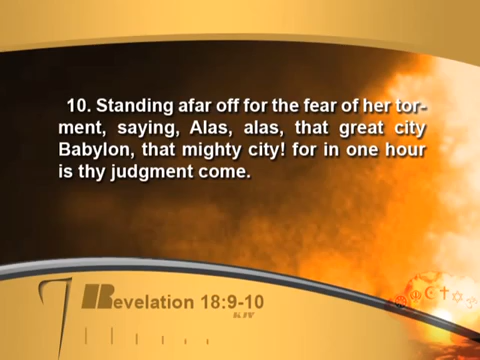 10. Standing afar off for the fear of her tor-
ment, saying, Alas, alas, that great city
Babylon, that mighty city! for in one hour
is thy judgment come.
Revelation 18:9-10
KJV